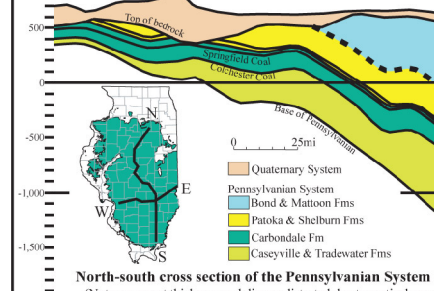 500
Top of bedrock
Springfield Coal
Colchester Coal
0
Base of Pennsylvanian
-500
N
0 25mi
Quaternary System
Pennsylvanian System
Bond & Mattoon Fms
-1,000
E
W
Patoka & Shelburn Fms
Carbondale Fm
-1,500
Caseyville & Tradewater Fms
S
North-south cross section of the Pennsylvanian System